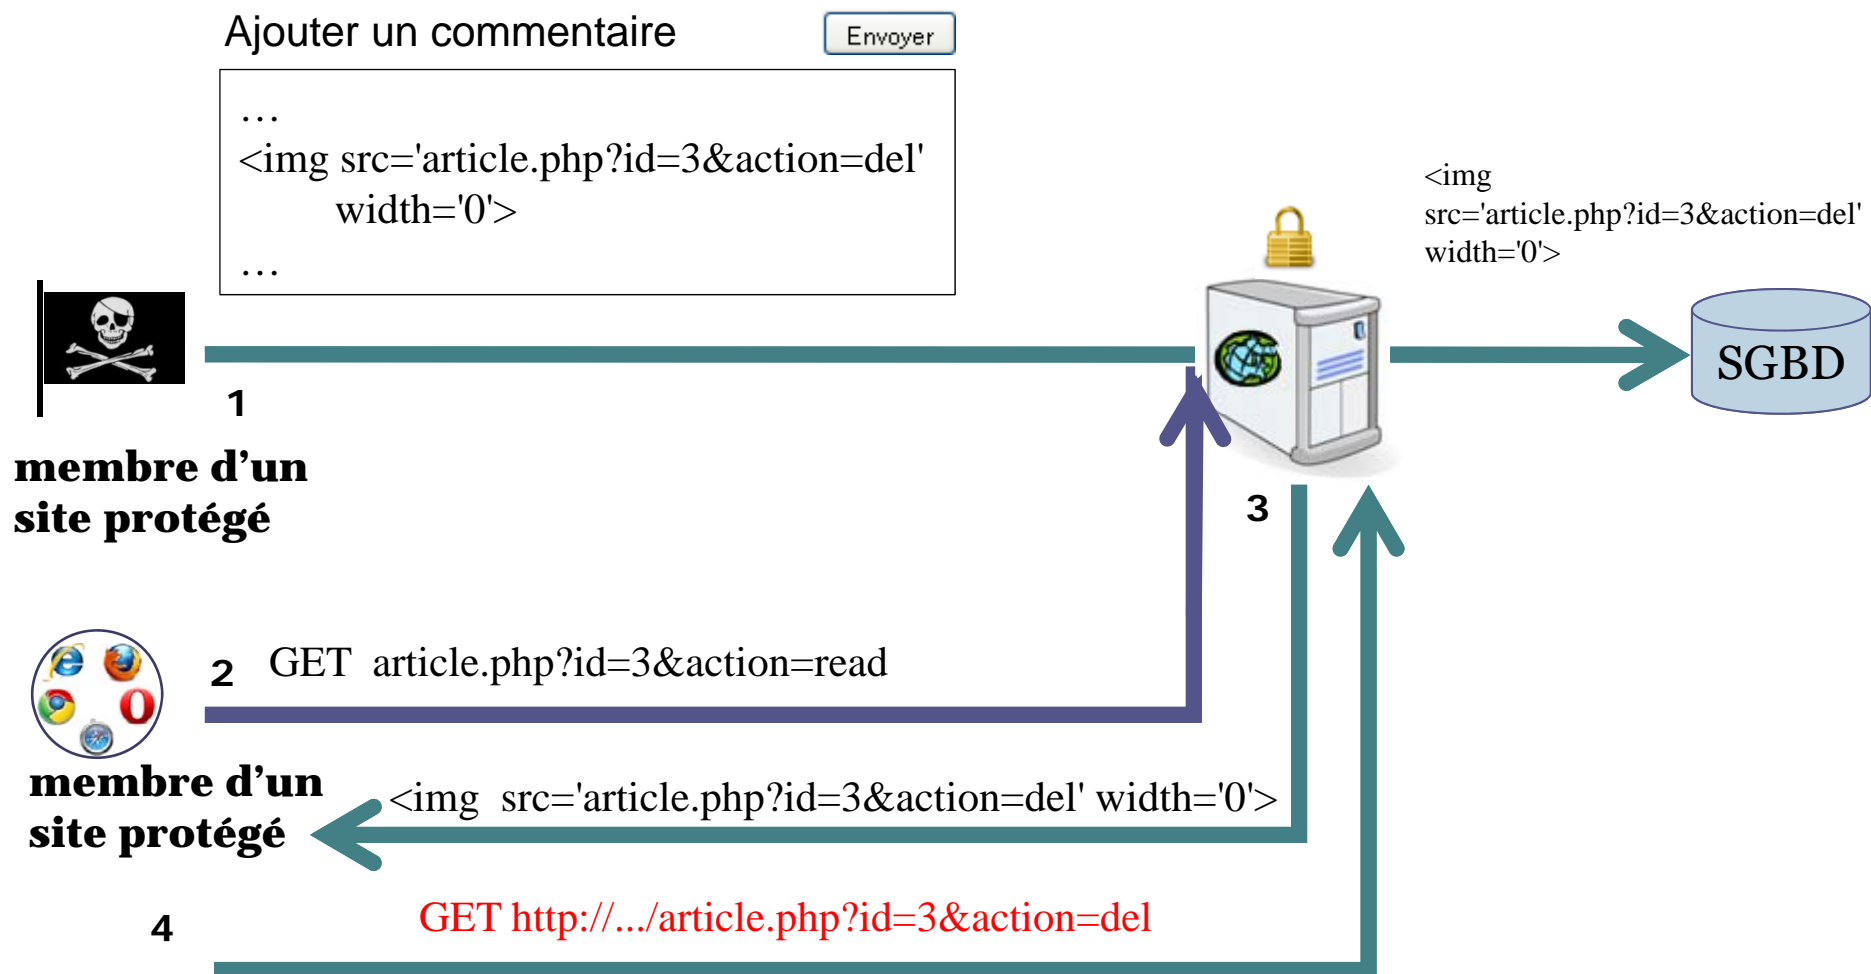 Ajouter un commentaire
Envoyer
…
<img src='article.php?id=3&action=del'
width='0'>
…
<img
src='article.php?id=3&action=del'
width='0'>
SGBD
1
membre d’un
site protégé
3
2 GET article.php?id=3&action=read
membre d’un
site protégé
<img src='article.php?id=3&action=del' width='0'>
4
GET http://.../article.php?id=3&action=del